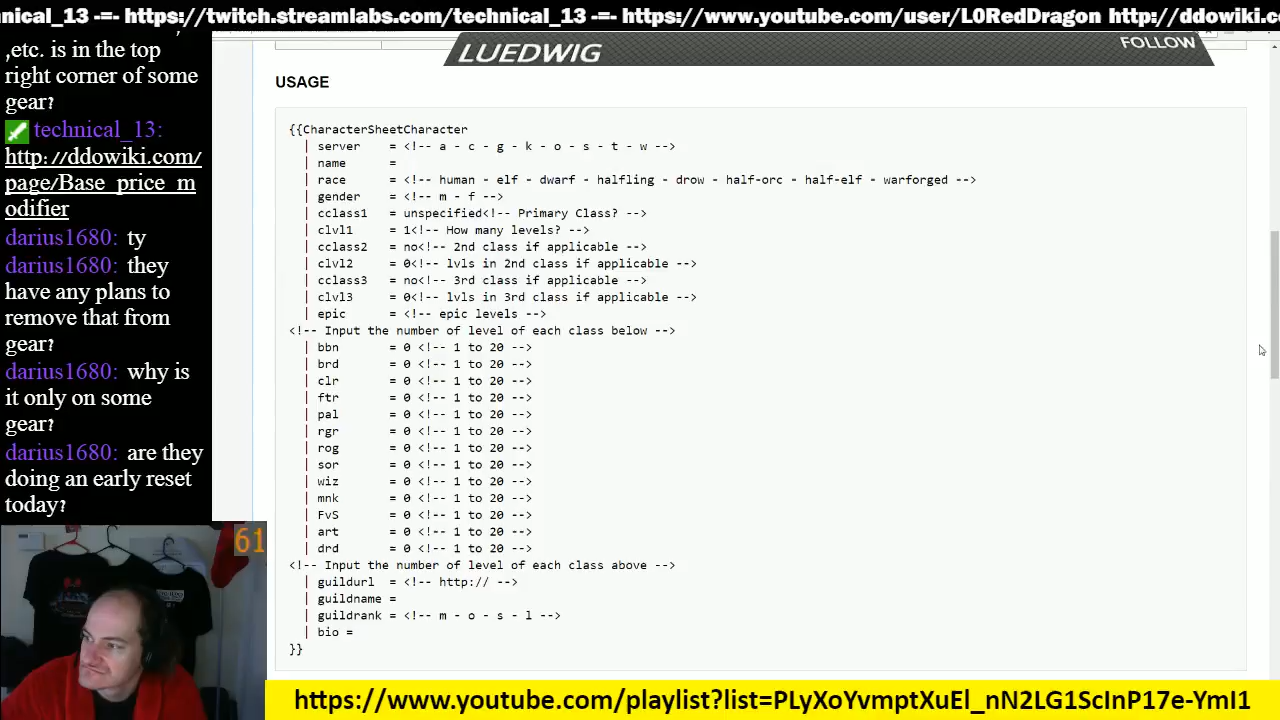 nical_13 -=- https://twitch.streamlabs.com/technical_13 -=- https://www.youtube.com/user/L0RedDragon http://ddowiki.co
,etc. is in the top
right corner of some
gear?
technical_13:
http://ddowiki.com/
page/Base_price_m
odifier
darius1680: ty
darius1680: they
have any plans to
remove that from
gear?
darius1680: why is
it only on some
gear?
darius1680: are they
doing an early reset
today?
61
LUEDWIG
FOLLOW
USAGE
{{CharacterSheetCharacter
| server = <!-- a - c - g - k - o - s - t - w -->
| name =
| race = <!-- human - elf - dwarf - halfling - drow - half-orc - half-elf - warforged -->
| gender = <!-- m - f -->
| cclass1 = unspecified<!-- Primary Class? -->
| clvl1 = 1<!-- How many levels? -->
| cclass2 = no<!-- 2nd class if applicable -->
| clvl2 = 0<!-- lvls in 2nd class if applicable -->
| cclass3 = no<!-- 3rd class if applicable -->
| clvl3 = 0<!-- lvls in 3rd class if applicable -->
| epic = <!-- epic levels -->
<!-- Input the number of level of each class below -->
| bbn = 0 <!-- 1 to 20 -->
| brd = 0 <!-- 1 to 20 -->
| clr = 0 <!-- 1 to 20 -->
| ftr = 0 <!-- 1 to 20 -->
| pal = 0 <!-- 1 to 20 -->
| rgr = 0 <!-- 1 to 20 -->
| rog = 0 <!-- 1 to 20 -->
| sor = 0 <!-- 1 to 20 -->
| wiz = 0 <!-- 1 to 20 -->
| mnk = 0 <!-- 1 to 20 -->
| FvS = 0 <!-- 1 to 20 -->
| art = 0 <!-- 1 to 20 -->
| drd = 0 <!-- 1 to 20 -->
<!-- Input the number of level of each class above -->
| guildurl = <!-- http:// -->
| guildname =
| guildrank = <!-- m - o - s - l -->
| bio =
}}
https://www.youtube.com/playlist?list=PLyXoYvmptXuEl_nN2LG1ScInP17e-YmI1